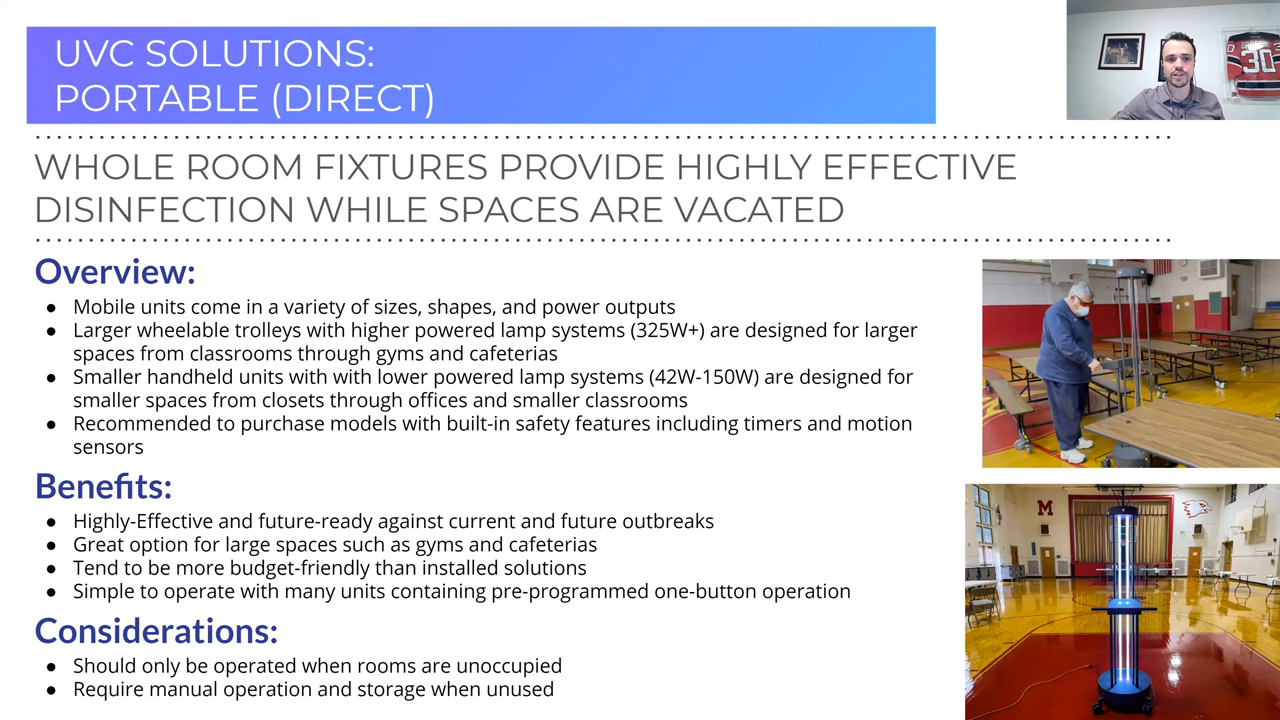 UVC SOLUTIONS:
PORTABLE (DIRECT)
30
WHOLE ROOM FIXTURES PROVIDE HIGHLY EFFECTIVE
DISINFECTION WHILE SPACES ARE VACATED
Overview:
● Mobile units come in a variety of sizes, shapes, and power outputs
● Larger wheelable trolleys with higher powered lamp systems (325W+) are designed for larger
spaces from classrooms through gyms and cafeterias
● Smaller handheld units with with lower powered lamp systems (42W-150W) are designed for
smaller spaces from closets through offices and smaller classrooms
● Recommended to purchase models with built-in safety features including timers and motion
sensors
Benefits:
● Highly-Effective and future-ready against current and future outbreaks
● Great option for large spaces such as gyms and cafeterias
● Tend to be more budget-friendly than installed solutions
● Simple to operate with many units containing pre-programmed one-button operation
M
Considerations:
● Should only be operated when rooms are unoccupied
● Require manual operation and storage when unused